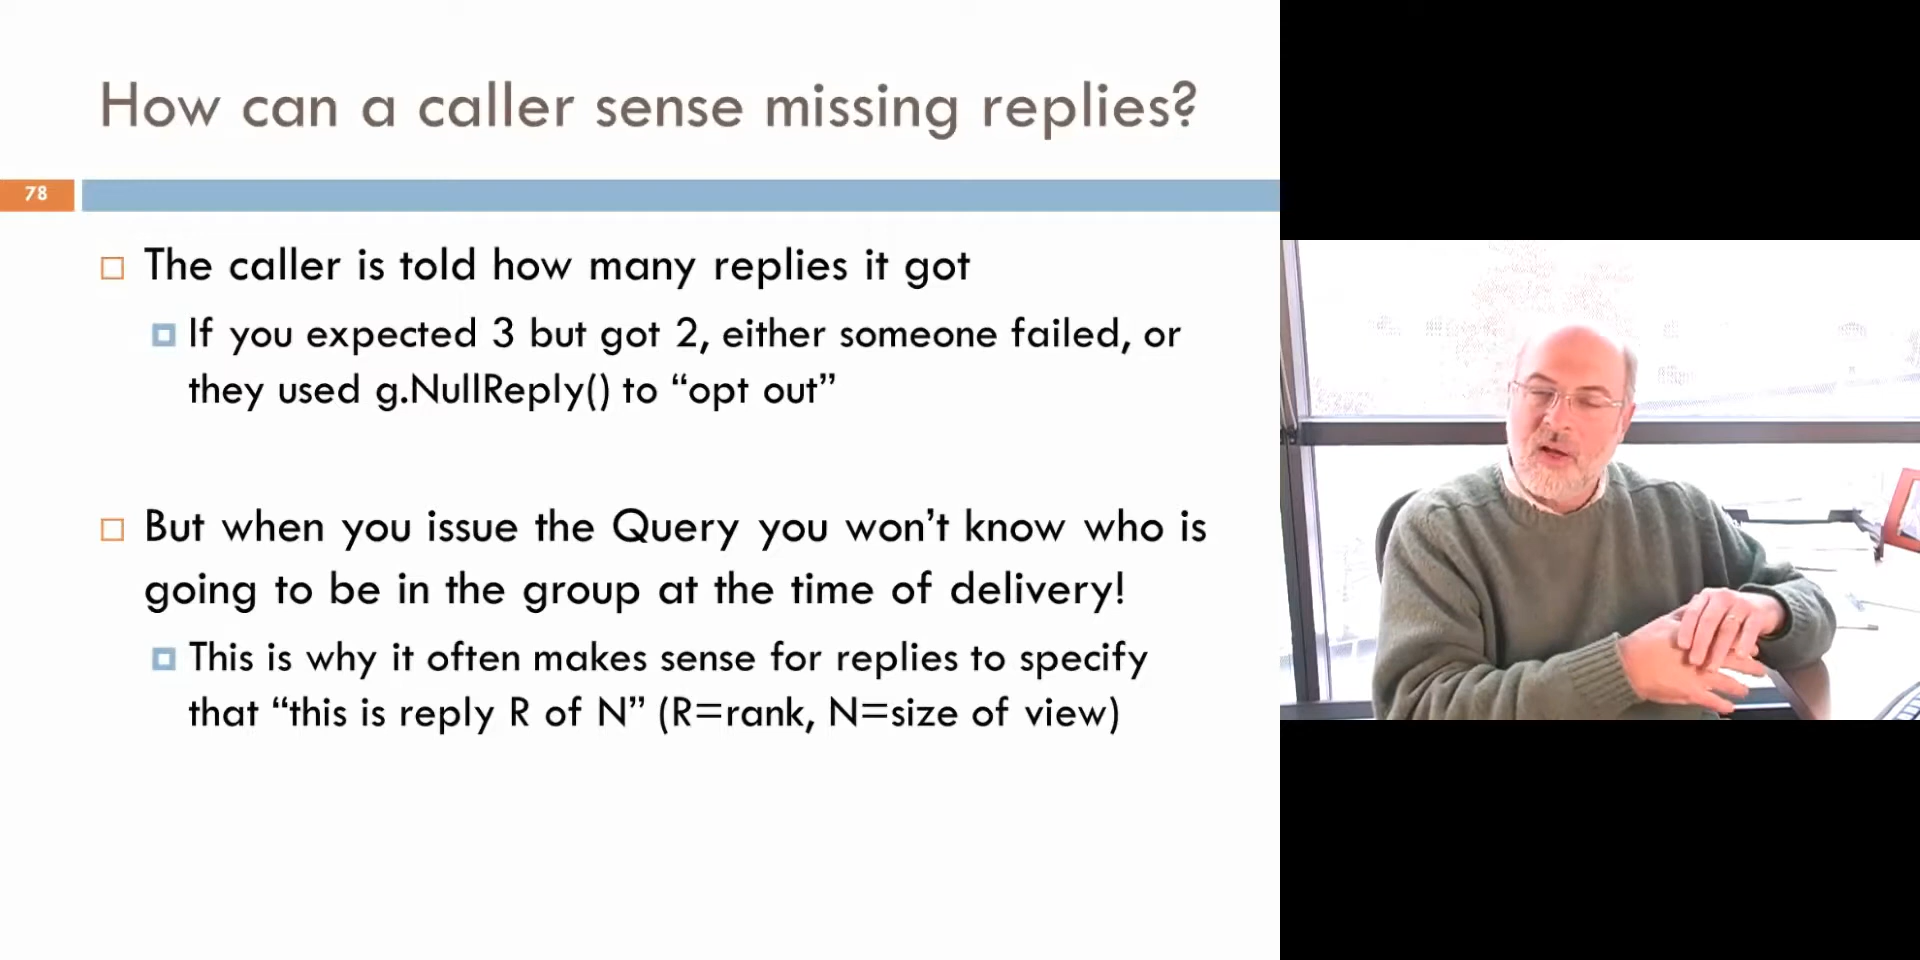 How can a caller sense missing replies?
78
The caller is told how many replies it got
If you expected 3 but got 2, either someone failed, or
they used g.NullReply() to “opt out”
But when you issue the Query you won’t know who is
going to be in the group at the time of delivery!
This is why it often makes sense for replies to specify
that “this is reply R of N” (R=rank, N=size of view)